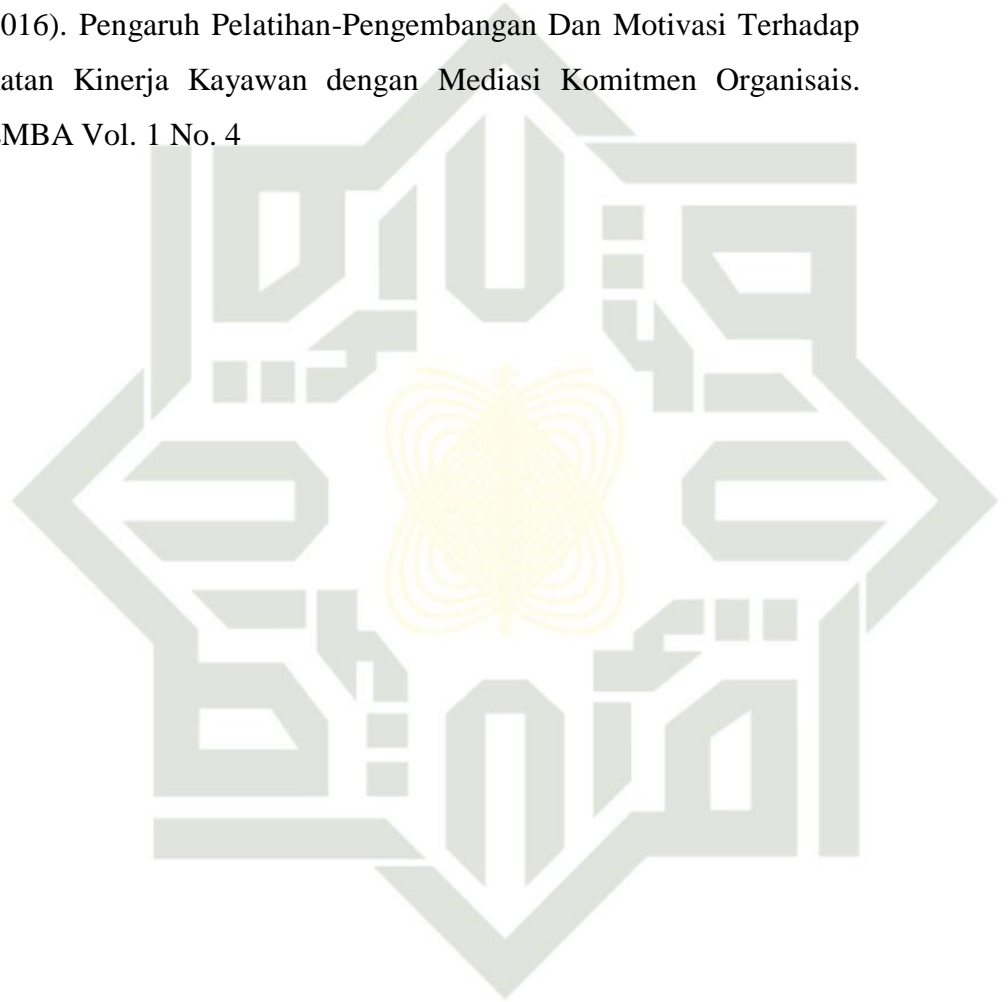 016). Pengaruh Pelatihan-Pengembangan Dan Motivasi Terhadap
atan Kinerja Kayawan dengan Mediasi Komitmen Organisais.
MBA Vol. 1 No. 4